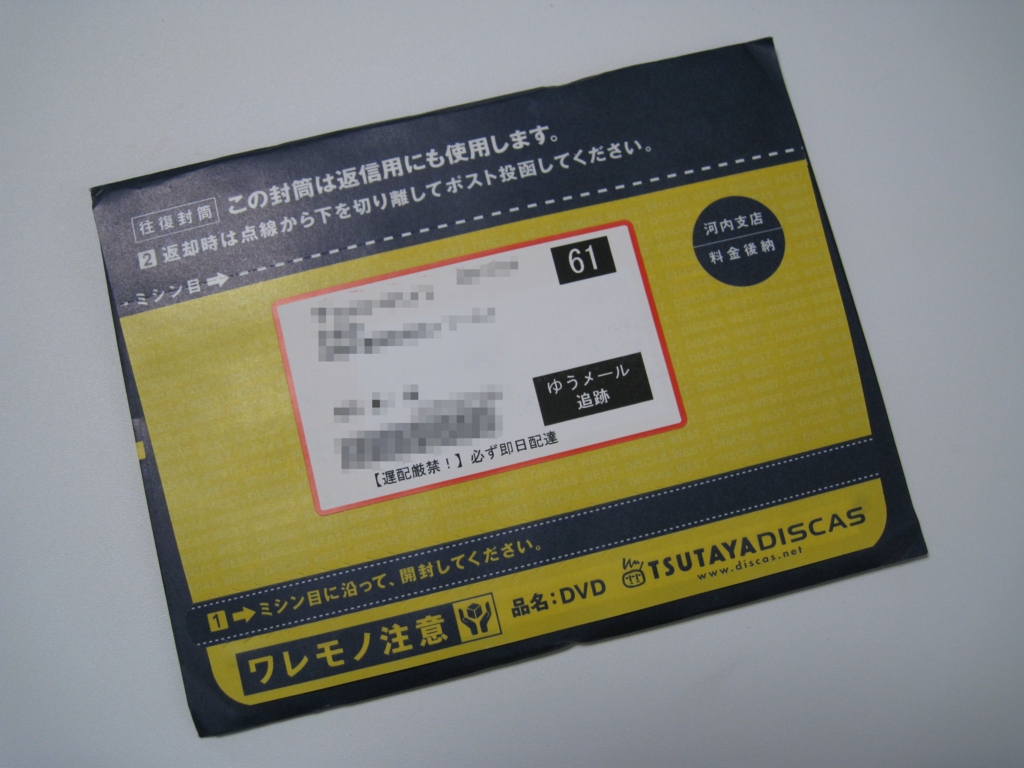 往復封筒 この封筒は返信用にも使用します。
2 返却時は点線から下を切り離してポスト投函してください。
ミシン目
河内支店
料金後納
61
ゆうメール
追跡
【遅配厳禁!】必ず即日配達
1 ミシン目に沿って、開封してください。
ワレモノ注意 品名:DVD TSUTAYA DISCAS
www.discas.net